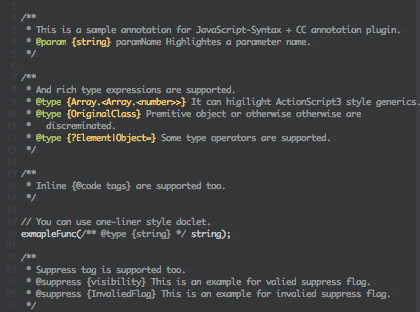 /**
 * This is a sample annotation for JavaScript-Syntax + CC annotation plugin.
 * @param {string} paramName Highlightes a parameter name.
 */
/**
 * And rich type expressions are supported.
 * @type {Array.<Array.<number>>} It can higilight ActionScript3 style generics.
 * @type {OriginalClass} Premitive object or otherwise otherwise are
 *   discreminated.
 * @type {?Element|Object=} Some type operators are supported.
 */
/**
 * Inline {@code tags} are supported too.
 */
// You can use one-liner style doclet.
exmapleFunc(/** @type {string} */ string);
/**
 * Suppress tag is supported too.
 * @suppress {visibility} This is an example for valied suppress flag.
 * @suppress {InvaliedFlag} This is an example for invalied suppress flag.
 */